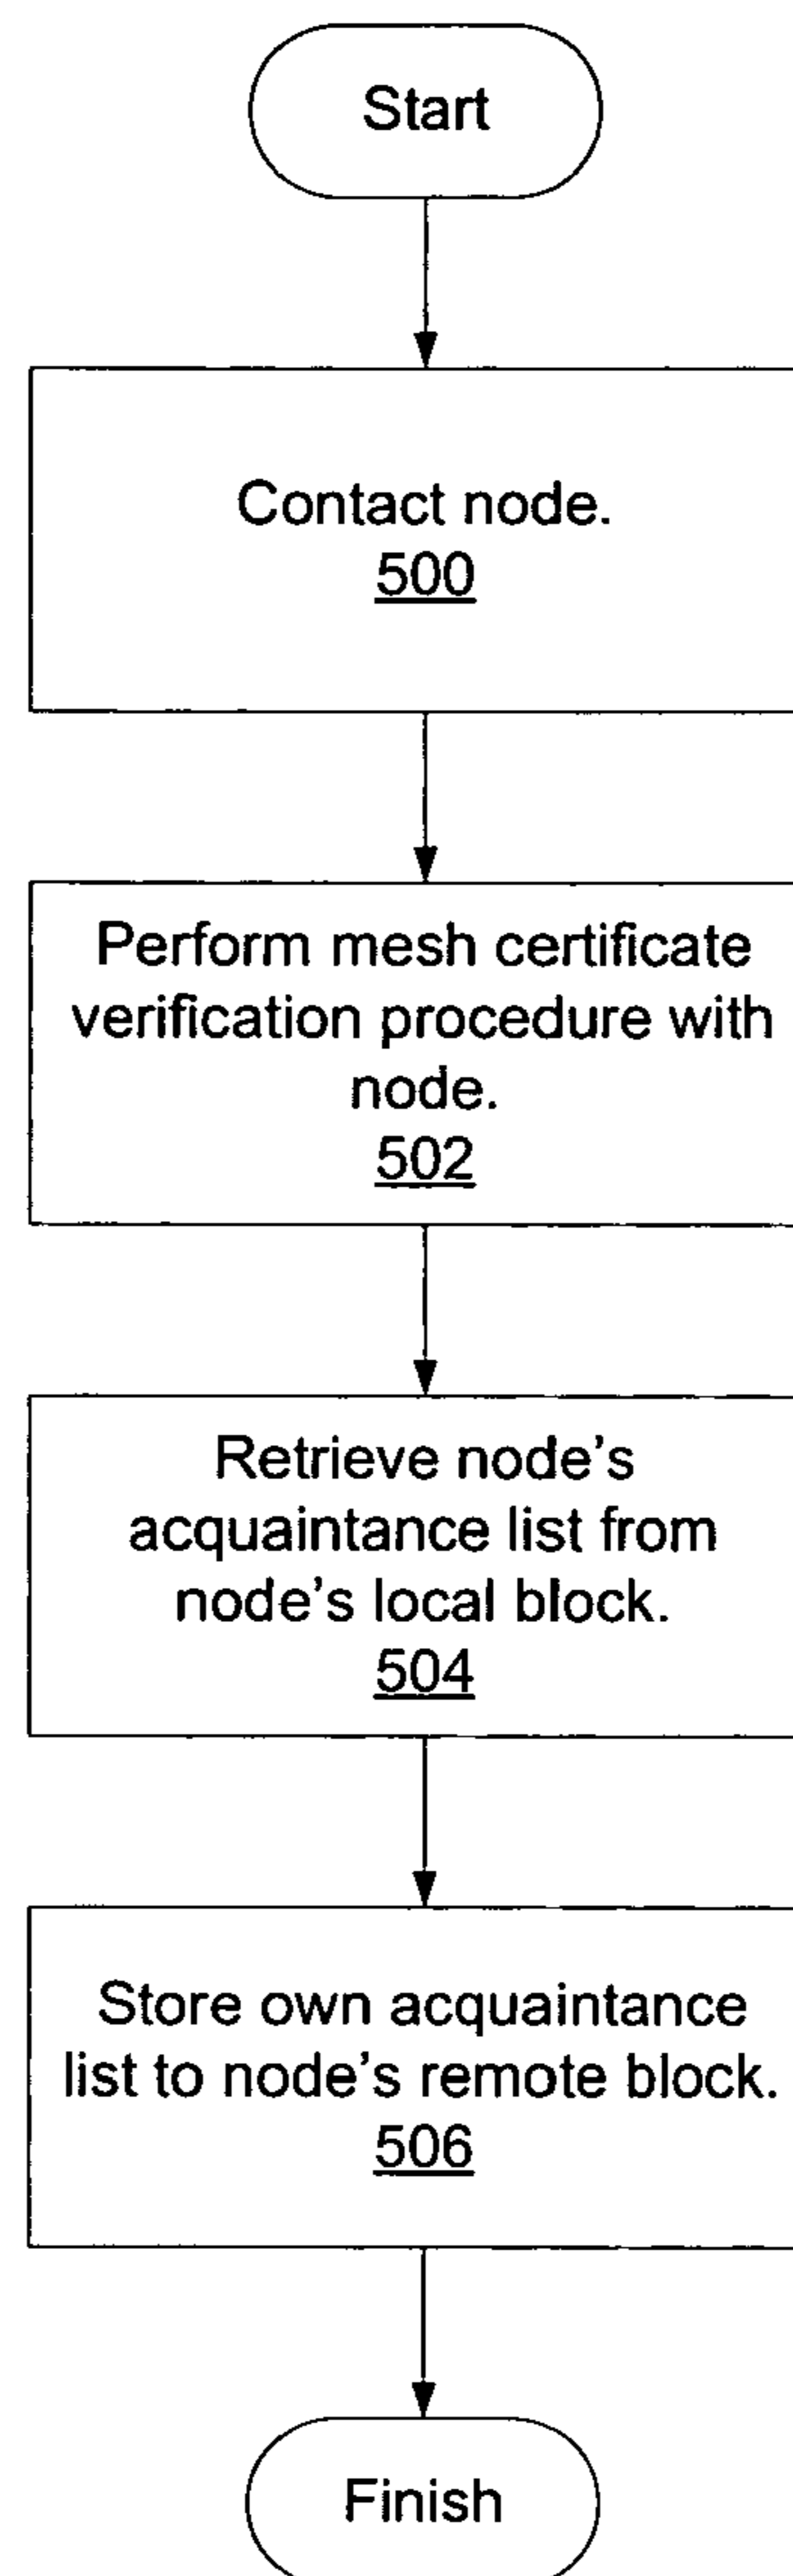 Start
Contact node.
500
Perform mesh certificate
verification procedure with
node.
502
Retrieve node's
acquaintance list from
node's local block.
504
Store own acquaintance
list to node's remote block.
506
Finish